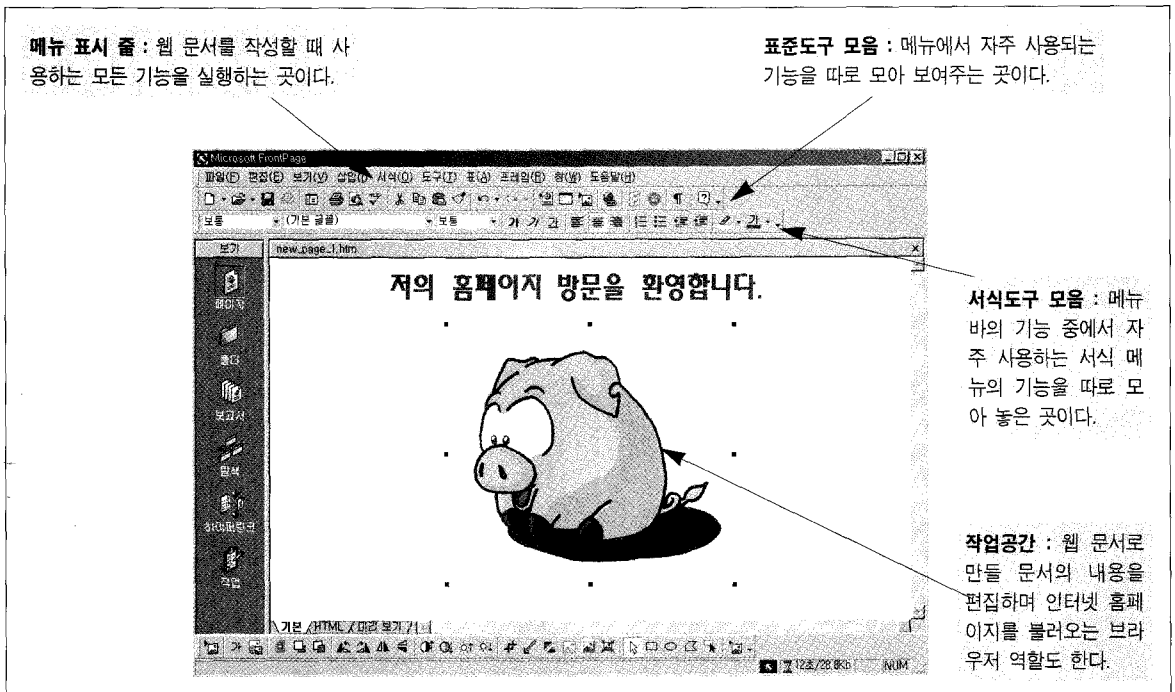 메뉴 표시 줄 : 웹 문서를 작성할 때 사
용하는 모든 기능을 실행하는 곳이다.
표준도구 모음 : 메뉴에서 자주 사용되는
기능을 따로 모아 보여주는 곳이다.
Microsoft FrontPage
파일(F) 편집(E) 보기(V) 삽입(I) 서식(O) 도구(T) 표(A) 프레임(R) 창(W) 도움말(H)
보통 (기본 글꼴) 보통 가 가 가 가
보기 new_page_1.htm
저의 홈페이지 방문을 환영합니다.
페이지
폴더
보고서
탐색
하이퍼링크
작업
서식도구 모음 : 메뉴
바의 기능 중에서 자
주 사용하는 서식 메
뉴의 기능을 따로 모
아 놓은 곳이다.
작업공간 : 웹 문서로
만들 문서의 내용을
편집하며 인터넷 홈페
이지를 불러오는 브라
우저 역할도 한다.
기본 HTML 미리 보기
12초/28.8Kb NUM